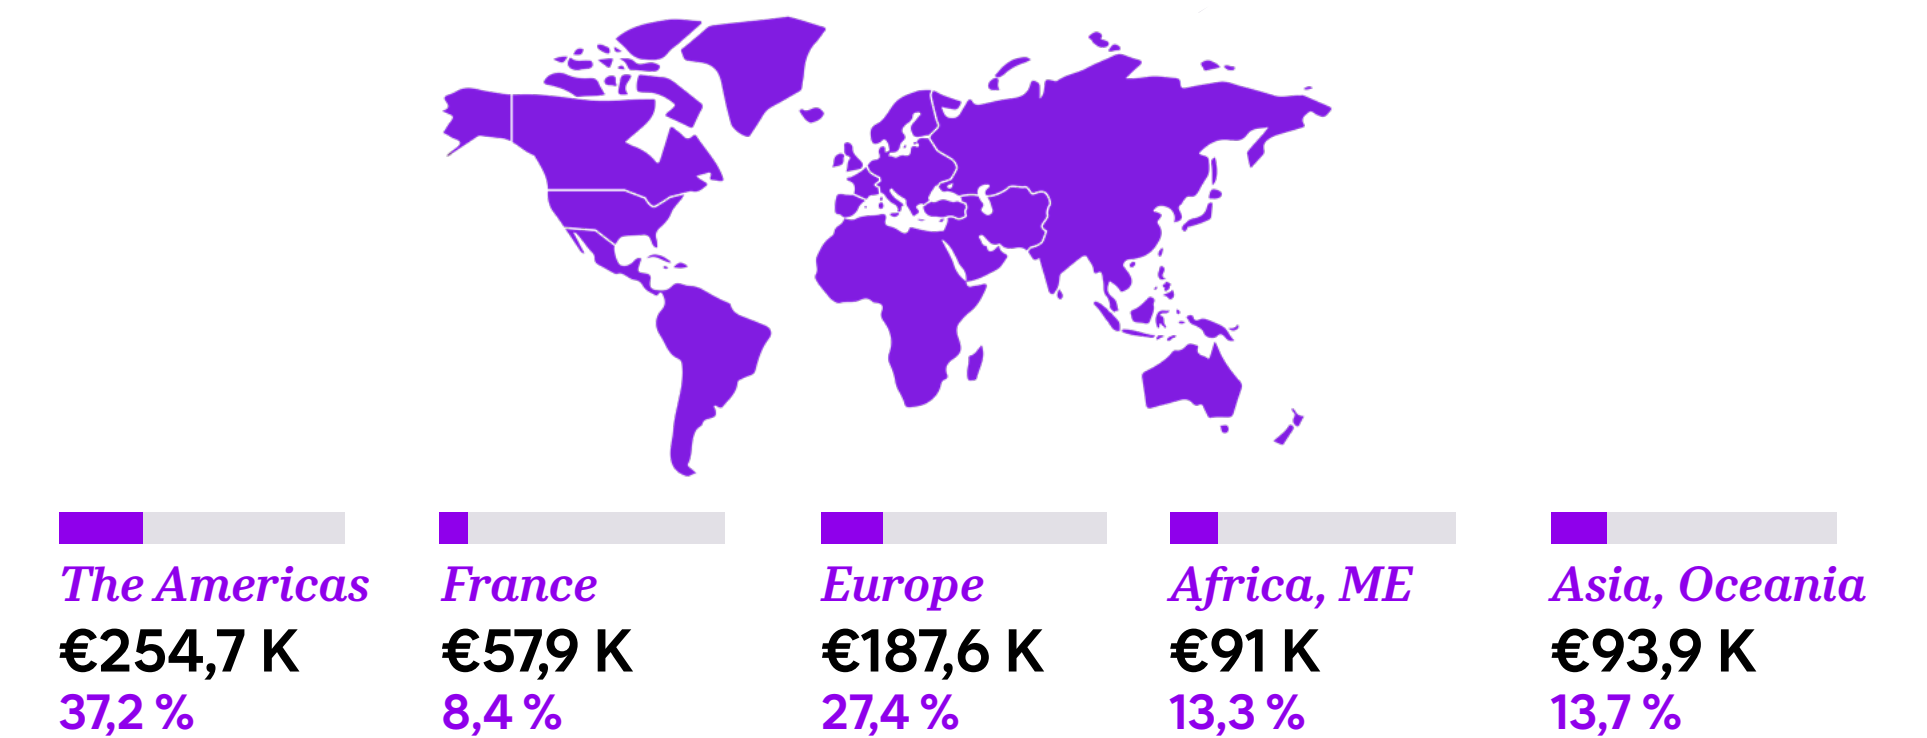 The Americas
€254,7 K
37,2 %
France
€57,9 K
8,4 %
Europe
€187,6 K
27,4 %
Africa, ME
€91 K
13,3 %
Asia, Oceania
€93,9 K
13,7 %